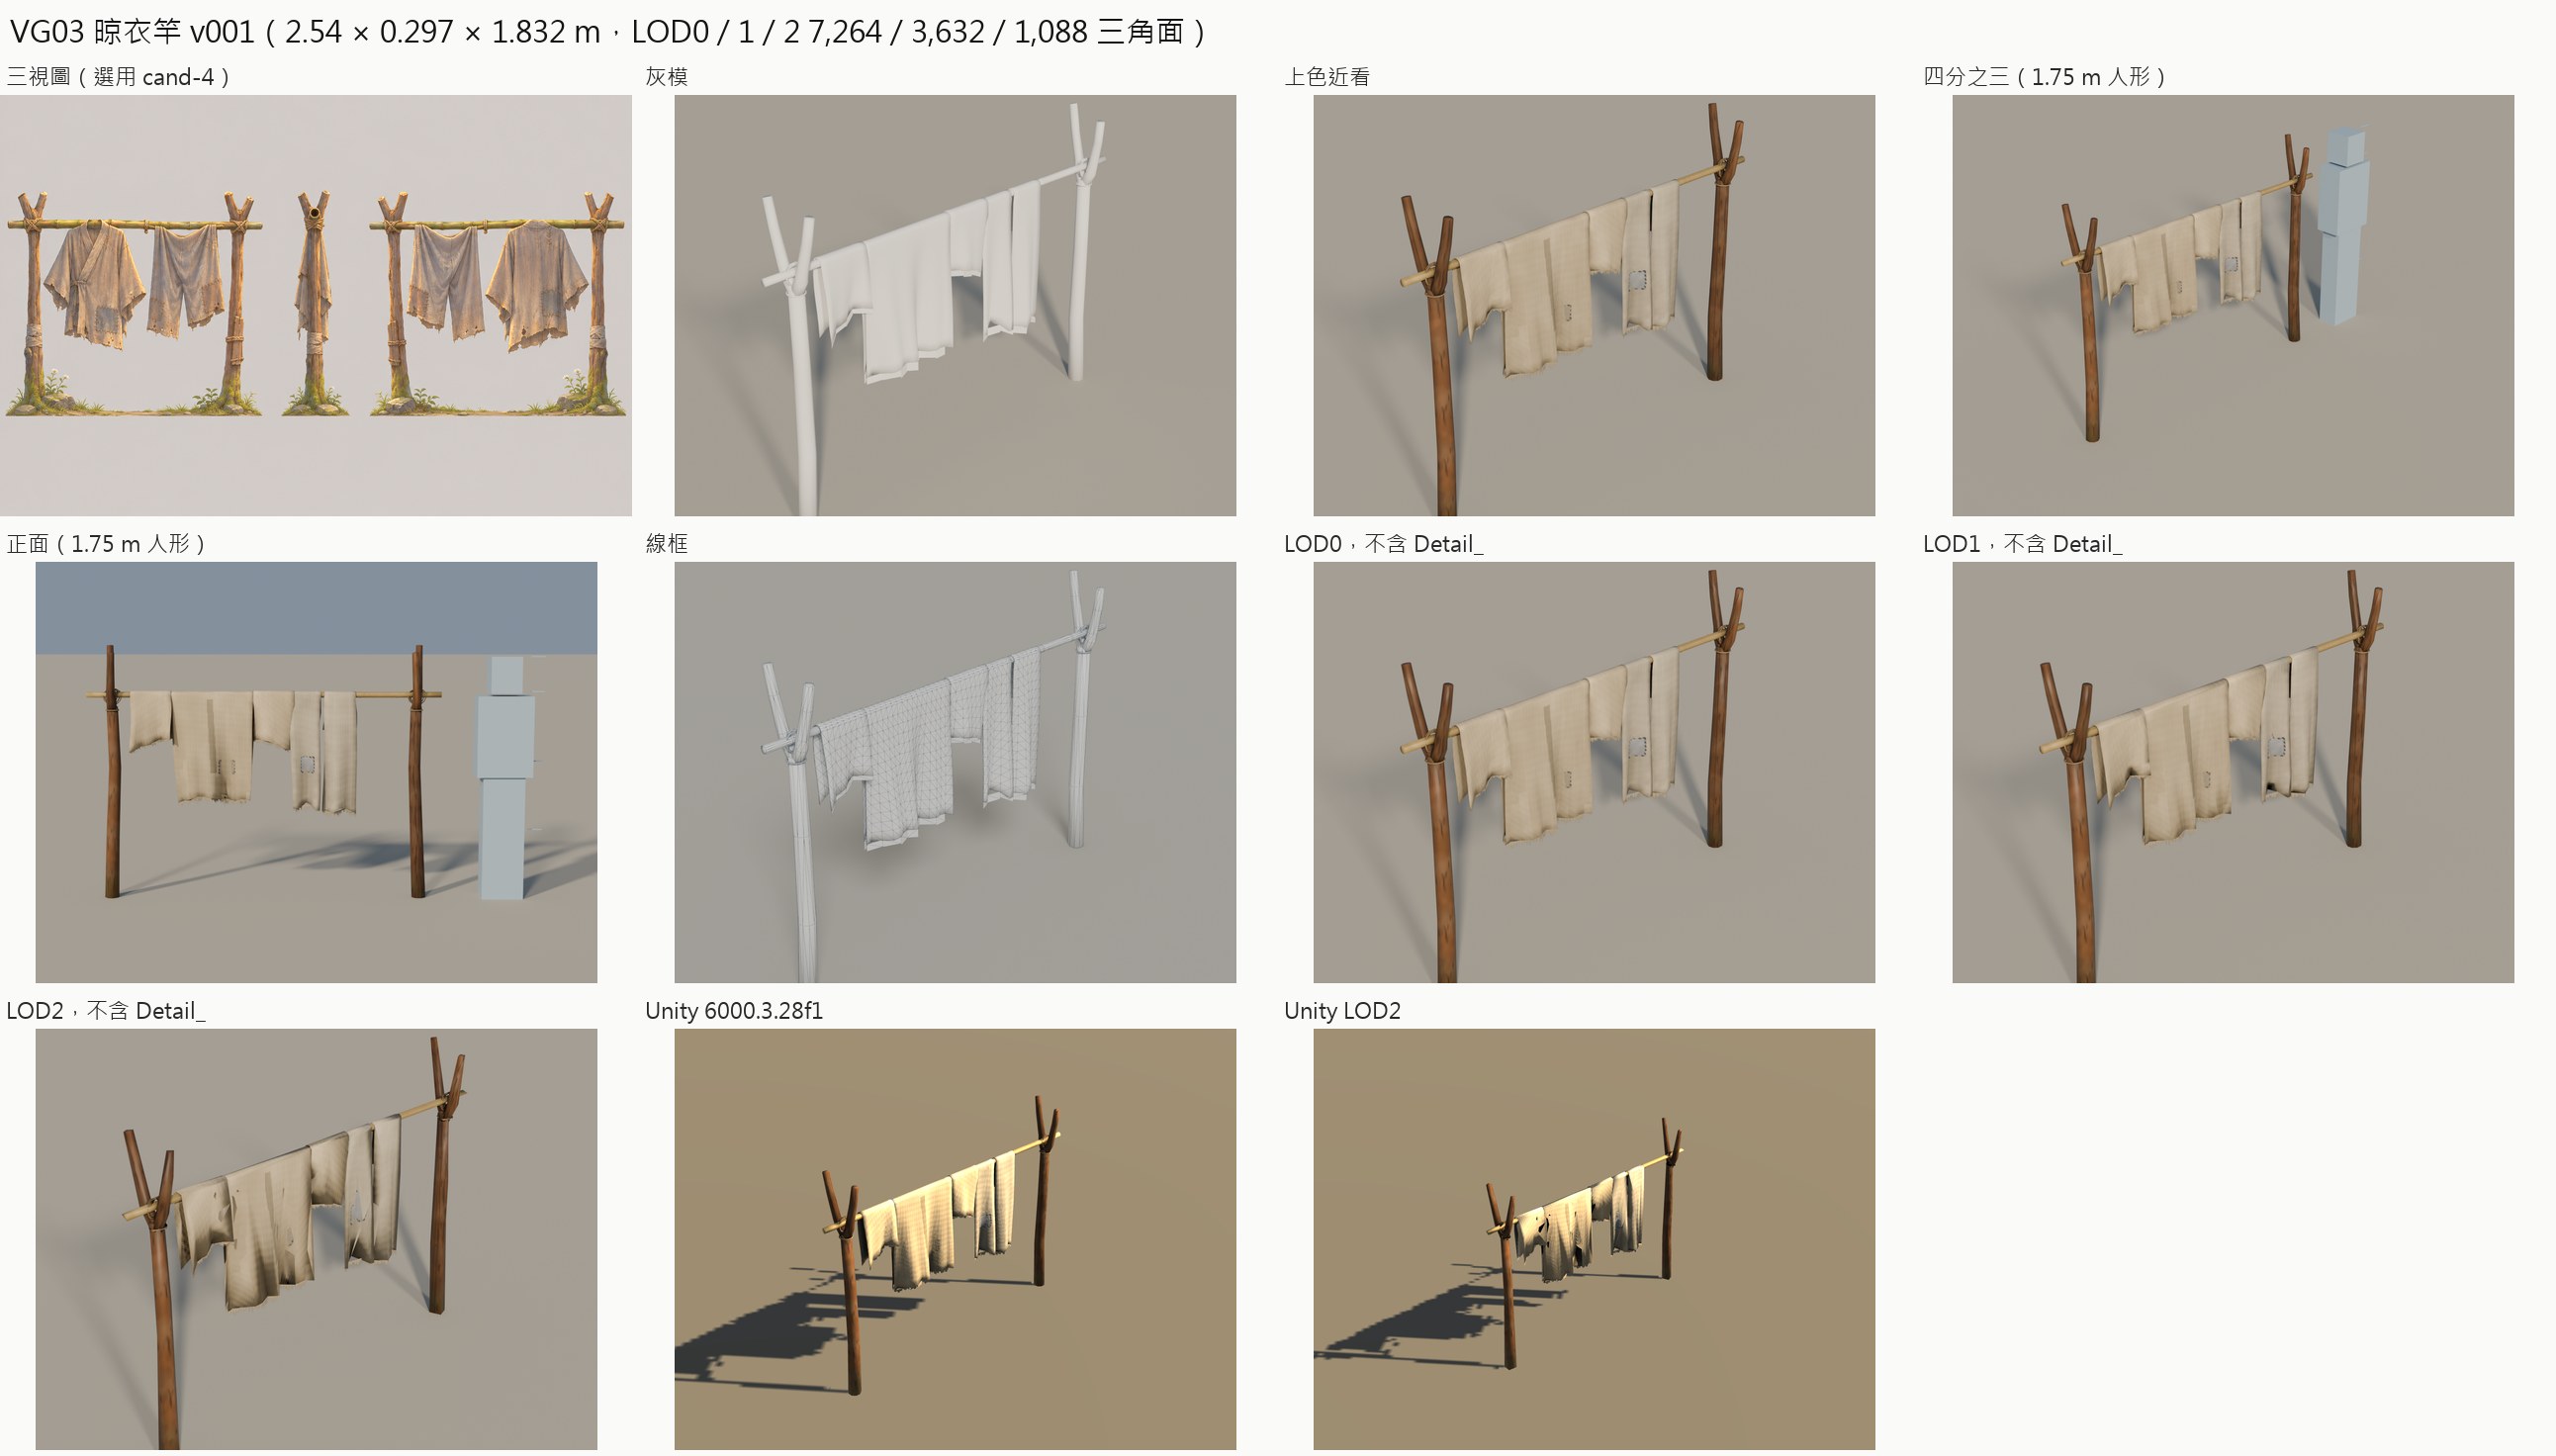 VG03 晾衣竿 v001（2.54 × 0.297 × 1.832 m，LOD0 / 1 / 2 7,264 / 3,632 / 1,088 三角面）
三視圖（選用 cand-4）
灰模
上色近看
四分之三（1.75 m 人形）
正面（1.75 m 人形）
線框
LOD0，不含 Detail_
LOD1，不含 Detail_
LOD2，不含 Detail_
Unity 6000.3.28f1
Unity LOD2